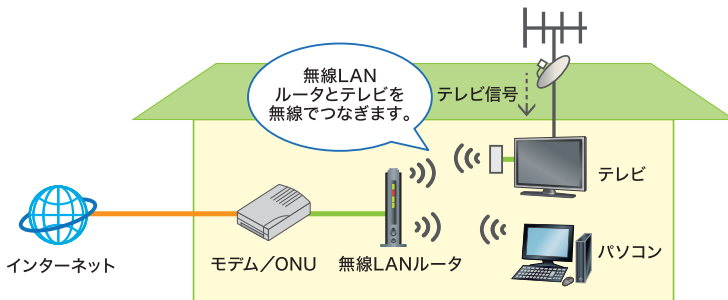 無線LAN
ルータとテレビを
無線でつなぎます。
テレビ信号
テレビ
インターネット
モデム／ONU
無線LANルータ
パソコン